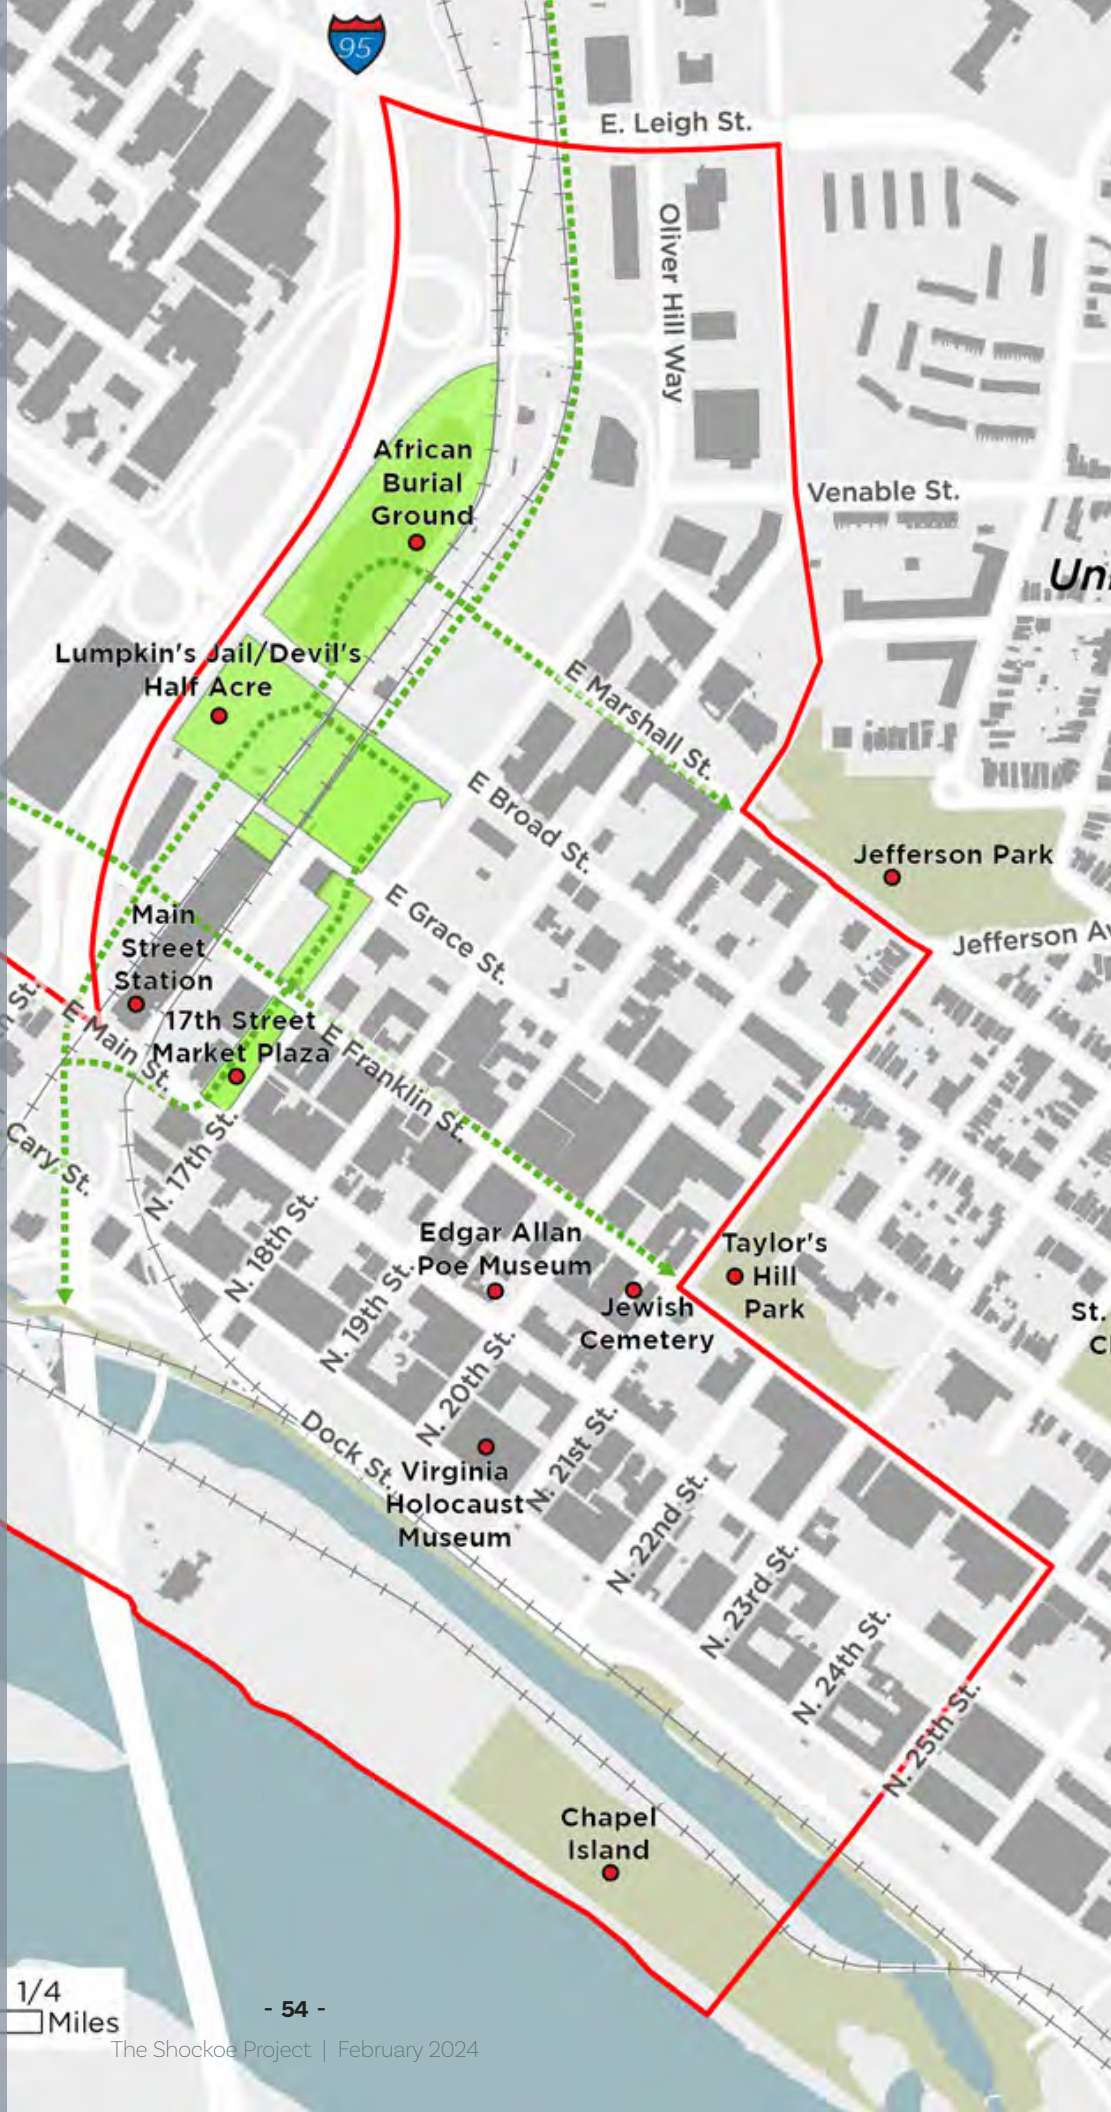 95
E. Leigh St.
Oliver Hill Way
African
Burial
Ground
Venable St.
Lumpkin's Jail/Devil's
Half Acre
E Marshall St.
E Broad St.
Jefferson Park
E Grace St.
Main
Street
Station
17th Street
Market Plaza
E Main St.
E Franklin St.
Cary St.
N. 17th St.
N. 18th St.
N. 19th St.
Edgar Allan
Poe Museum
Jewish
Cemetery
Taylor's
Hill
Park
St.
N. 20th St.
N. 21st St.
Dock St.
Virginia
Holocaust
Museum
N. 22nd St.
N. 23rd St.
N. 24th St.
N. 25th St.
Chapel
Island
1/4
Miles
- 54 -
The Shockoe Project | February 2024